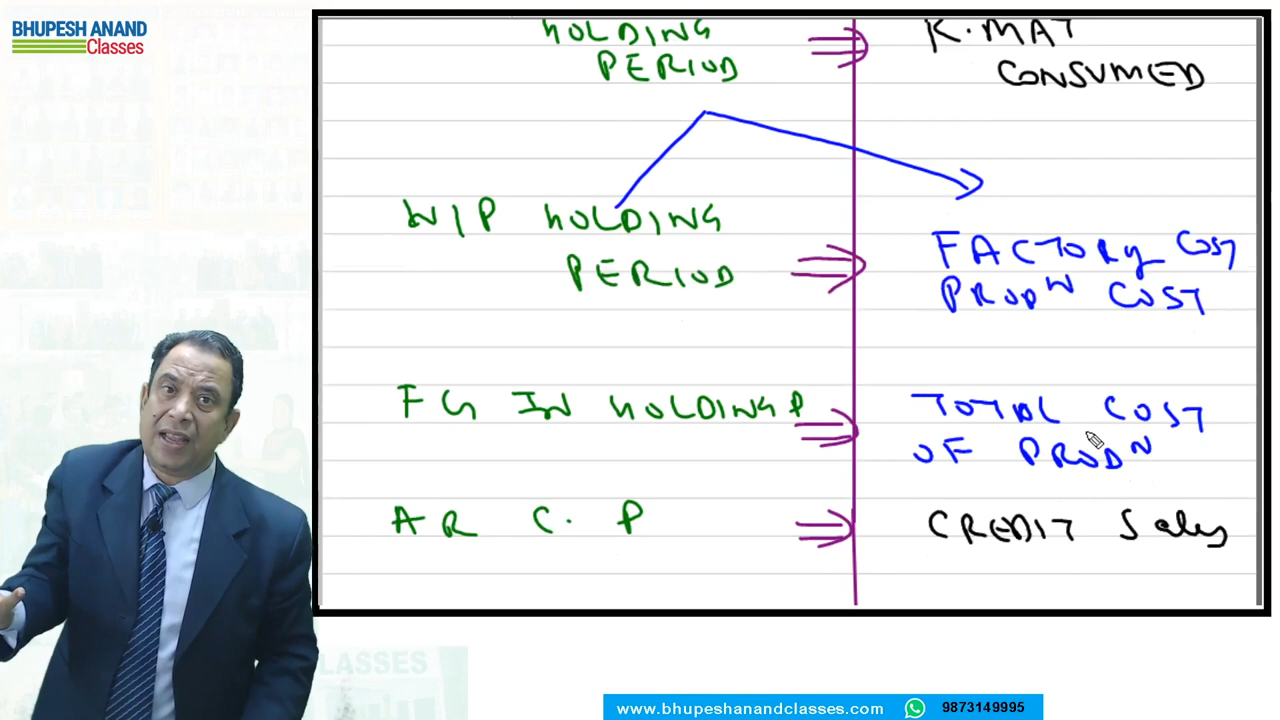 BHUPESH ANAND
Classes
HOLDING
PERIOD
R.MAT
CONSUMED
WIP HOLDING
PERIOD
FACTORY COST
PRODN COST
FG IN HOLDING P
TOTAL COST
OF PRODN
AR C. P
CREDIT Sales
CLASSES
www.bhupeshanandclasses.com 9873149995